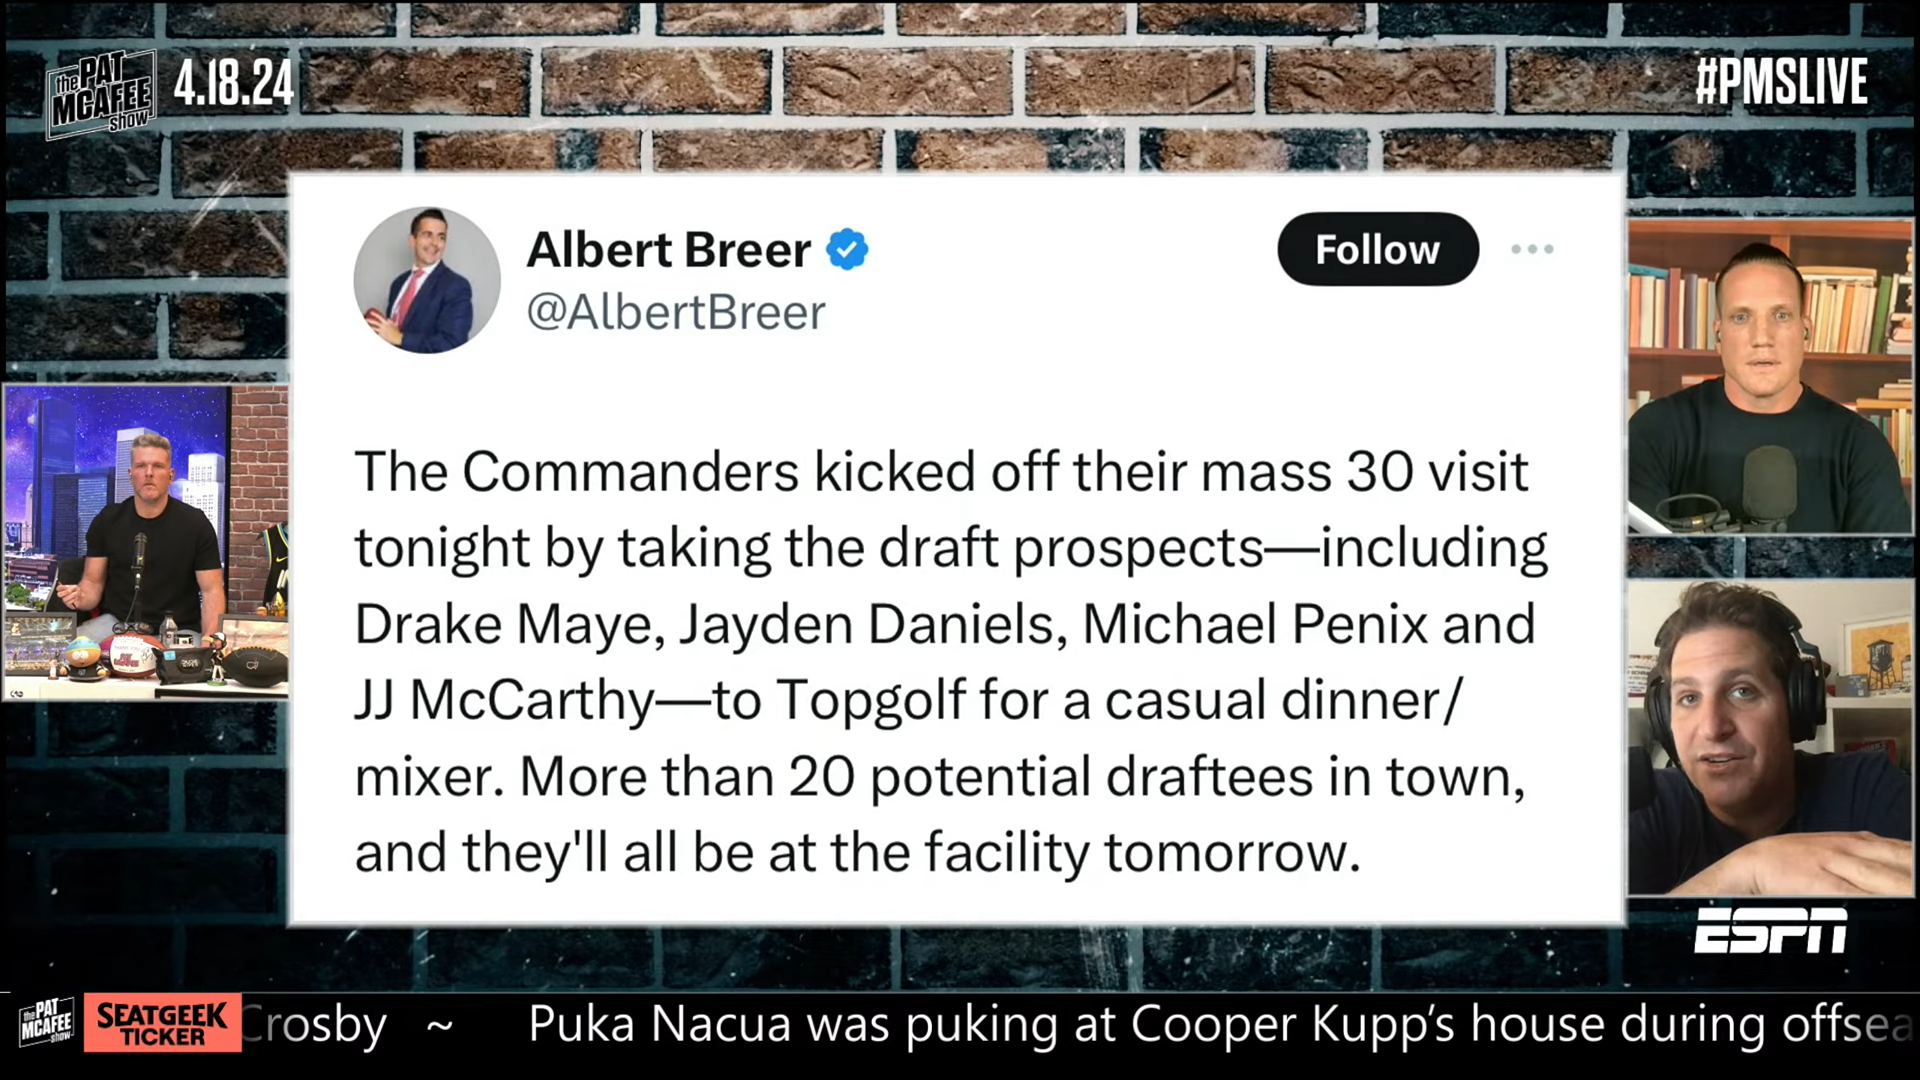 the PAT MCAFEE show
4.18.24
#PMSLIVE
Albert Breer
@AlbertBreer
Follow
The Commanders kicked off their mass 30 visit
tonight by taking the draft prospects—including
Drake Maye, Jayden Daniels, Michael Penix and
JJ McCarthy—to Topgolf for a casual dinner/
mixer. More than 20 potential draftees in town,
and they'll all be at the facility tomorrow.
ESPN
the PAT MCAFEE show
SEATGEEK
TICKER
Crosby ~ Puka Nacua was puking at Cooper Kupp's house during offsea